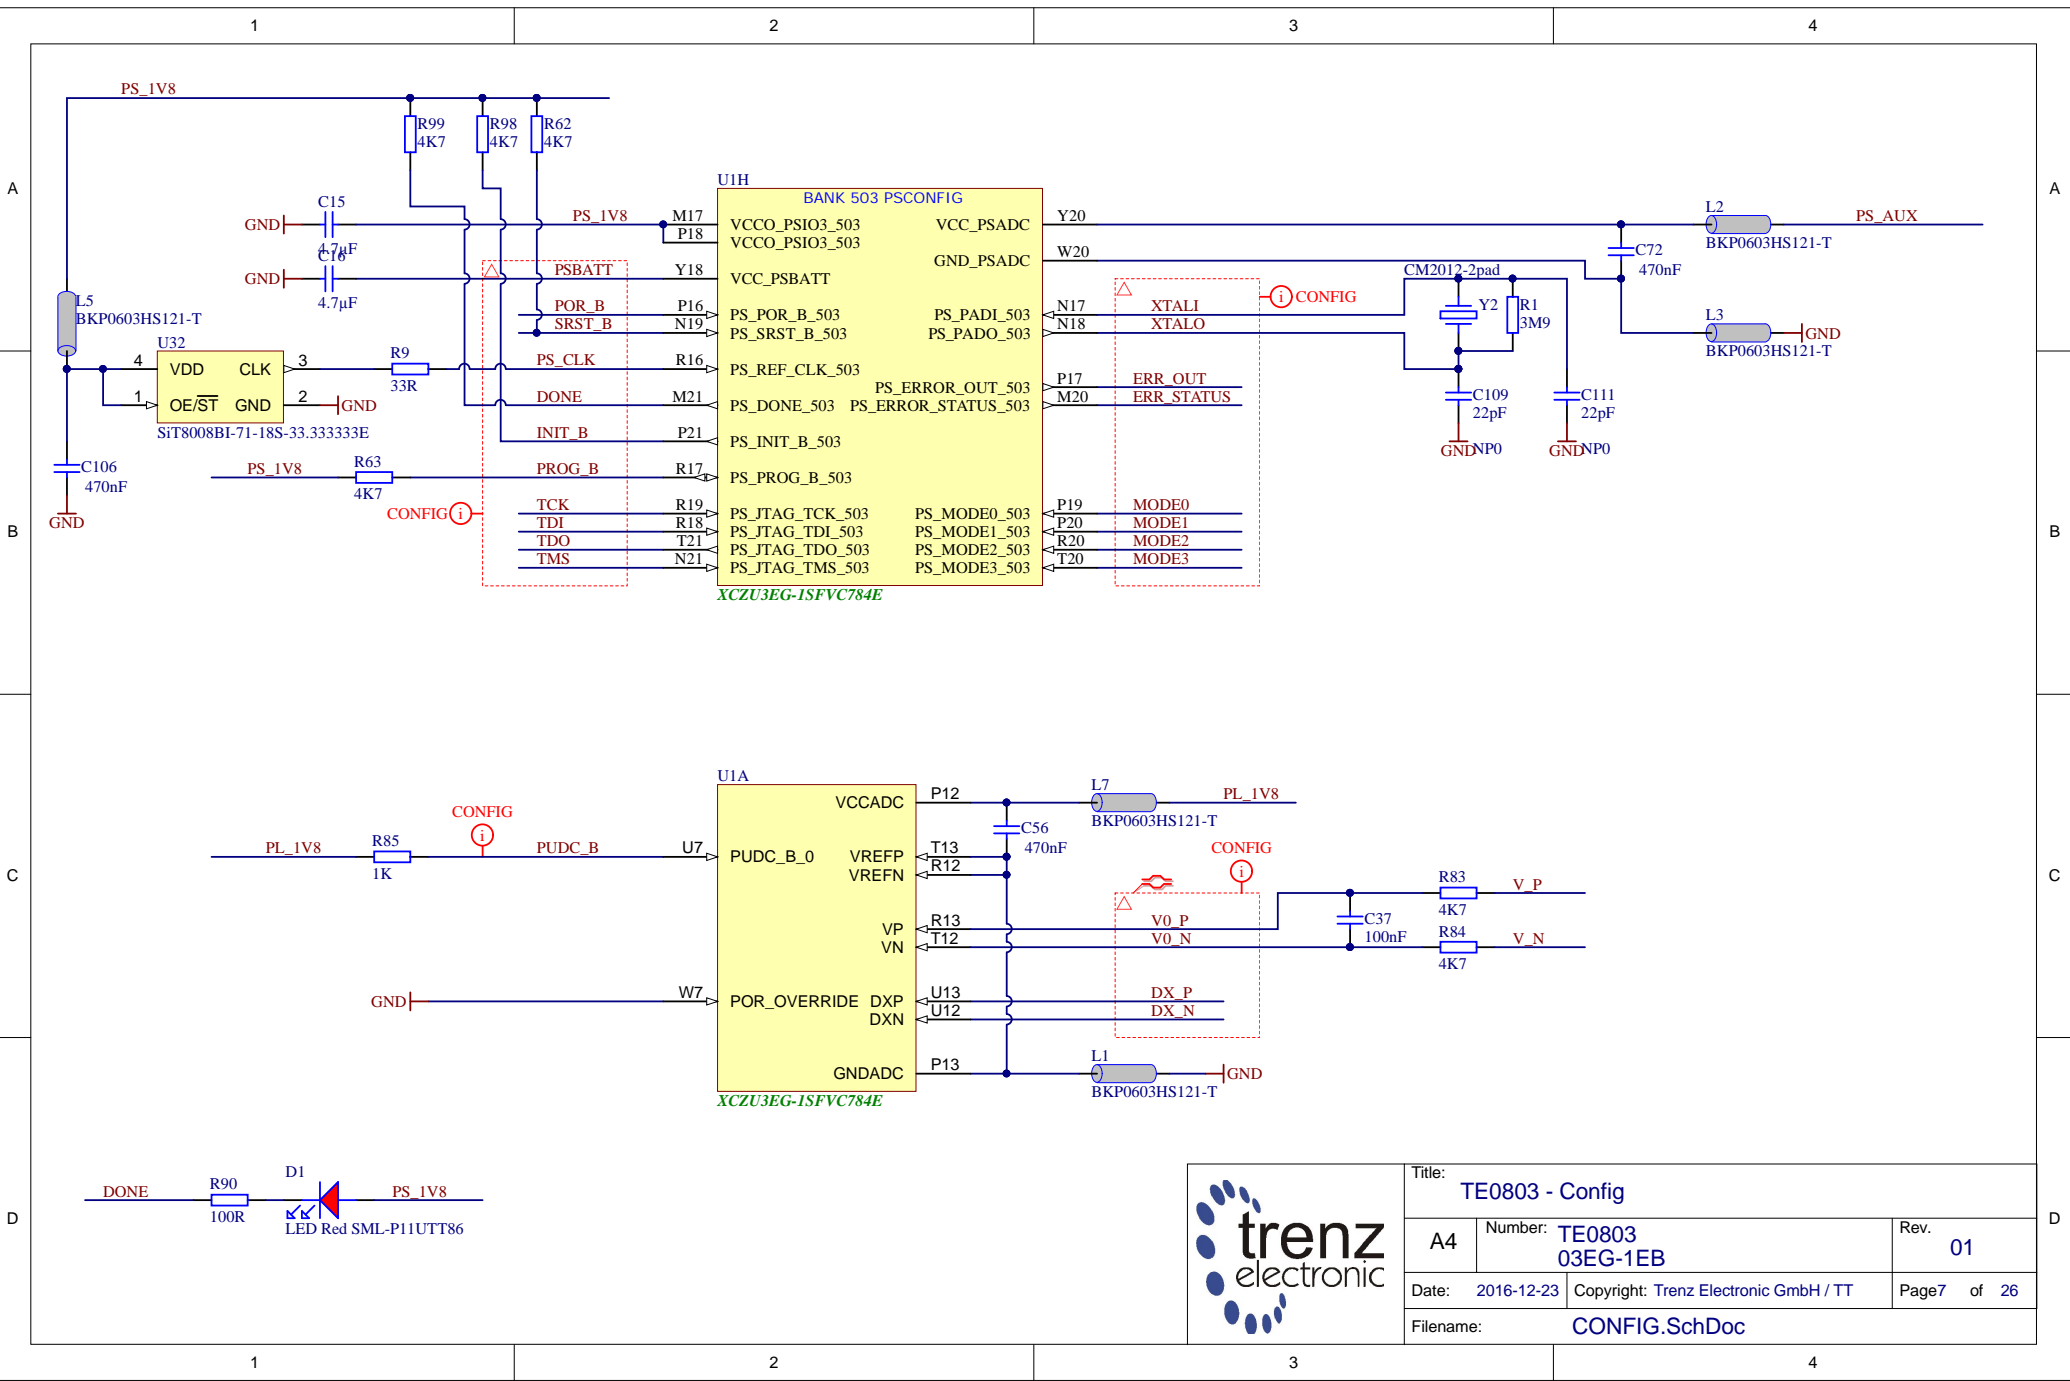 1 2 3 4
A A
B B
C C
D D
PS_1V8
R99
4K7
R98
4K7
R62
4K7
C15
4.7µF
GND
PS_1V8
C16
4.7µF
GND
PSBATT
POR_B
SRST_B
L5
BKP0603HS121-T
U32
4 VDD CLK 3
1 OE/ST GND 2
GND
SiT8008BI-71-18S-33.333333E
R9
33R
PS_CLK
DONE
INIT_B
C106
470nF
GND
PS_1V8
R63
4K7
PROG_B
CONFIG i
TCK
TDI
TDO
TMS
U1H
BANK 503 PSCONFIG
M17 VCCO_PSIO3_503
P18 VCCO_PSIO3_503
Y18 VCC_PSBATT
P16 PS_POR_B_503
N19 PS_SRST_B_503
R16 PS_REF_CLK_503
M21 PS_DONE_503
P21 PS_INIT_B_503
R17 PS_PROG_B_503
R19 PS_JTAG_TCK_503
R18 PS_JTAG_TDI_503
T21 PS_JTAG_TDO_503
N21 PS_JTAG_TMS_503
VCC_PSADC Y20
GND_PSADC W20
PS_PADI_503 N17 XTALI
PS_PADO_503 N18 XTALO
PS_ERROR_OUT_503 P17 ERR_OUT
PS_ERROR_STATUS_503 M20 ERR_STATUS
PS_MODE0_503 P19 MODE0
PS_MODE1_503 P20 MODE1
PS_MODE2_503 R20 MODE2
PS_MODE3_503 T20 MODE3
XCZU3EG-1SFVC784E
i CONFIG
CM2012-2pad
Y2
R1
3M9
C109
22pF
GND NP0
C111
22pF
GND NP0
L2
BKP0603HS121-T
PS_AUX
C72
470nF
L3
BKP0603HS121-T
GND
U1A
PL_1V8
R85
1K
CONFIG
i
PUDC_B
U7 PUDC_B_0
GND
W7 POR_OVERRIDE
VCCADC P12
VREFP T13
VREFN R12
VP R13
VN T12
DXP U13
DXN U12
GNDADC P13
XCZU3EG-1SFVC784E
L7
BKP0603HS121-T
PL_1V8
C56
470nF
CONFIG
i
V0_P
V0_N
DX_P
DX_N
C37
100nF
R83
4K7
V_P
R84
4K7
V_N
L1
BKP0603HS121-T
GND
DONE
R90
100R
D1
LED Red SML-P11UTT86
PS_1V8
trenz
electronic
Title:
TE0803 - Config
A4
Number: TE0803
03EG-1EB
Rev.
01
Date: 2016-12-23 Copyright: Trenz Electronic GmbH / TT Page7 of 26
Filename: CONFIG.SchDoc
1 2 3 4